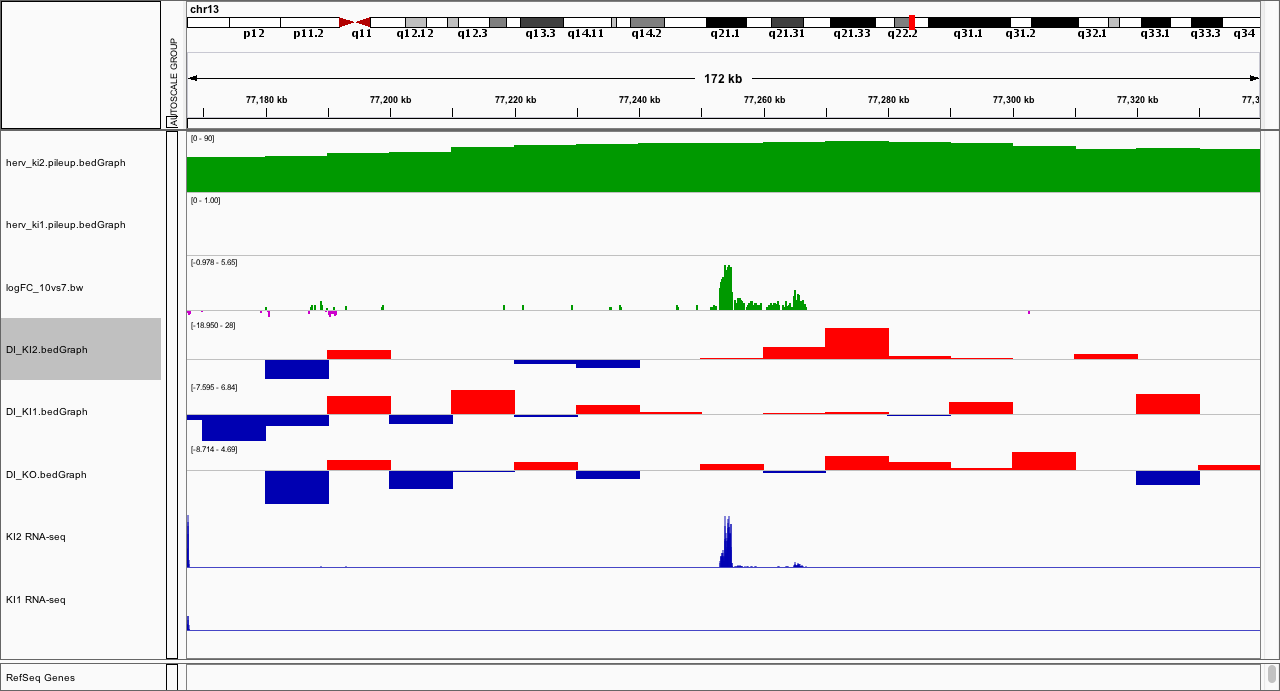 chr13
p12 p11.2 q11 q12.12 q12.3 q13.3 q14.11 q14.2 q21.1 q21.31 q21.33 q22.2 q31.1 q31.2 q32.1 q33.1 q33.3 q34
AUTOSCALE GROUP
172 kb
77,180 kb 77,200 kb 77,220 kb 77,240 kb 77,260 kb 77,280 kb 77,300 kb 77,320 kb 77,3
[0 - 90]
herv_ki2.pileup.bedGraph
[0 - 1.00]
herv_ki1.pileup.bedGraph
[-0.978 - 5.65]
logFC_10vs7.bw
[-18.950 - 28]
DI_KI2.bedGraph
[-7.595 - 6.84]
DI_KI1.bedGraph
[-8.714 - 4.69]
DI_KO.bedGraph
KI2 RNA-seq
KI1 RNA-seq
RefSeq Genes